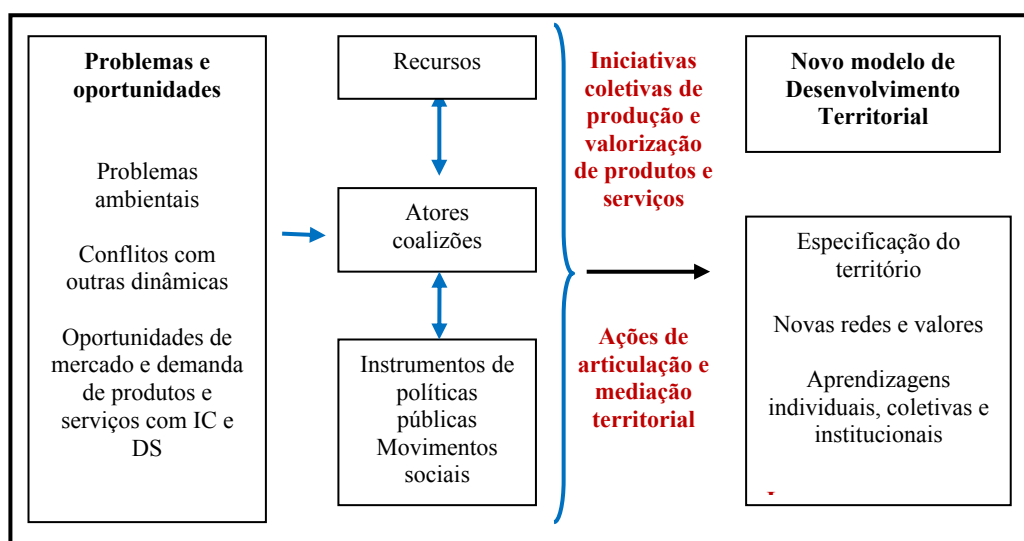 Problemas e
oportunidades
Problemas
ambientais
Conflitos com
outras dinâmicas
Oportunidades de
mercado e demanda
de produtos e
serviços com IC e
DS
Recursos
Atores
coalizões
Instrumentos de
políticas
públicas
Movimentos
sociais
Iniciativas
coletivas de
produção e
valorização
de produtos e
serviços
Ações de
articulação e
mediação
territorial
Novo modelo de
Desenvolvimento
Territorial
Especificação do
território
Novas redes e valores
Aprendizagens
individuais, coletivas e
institucionais